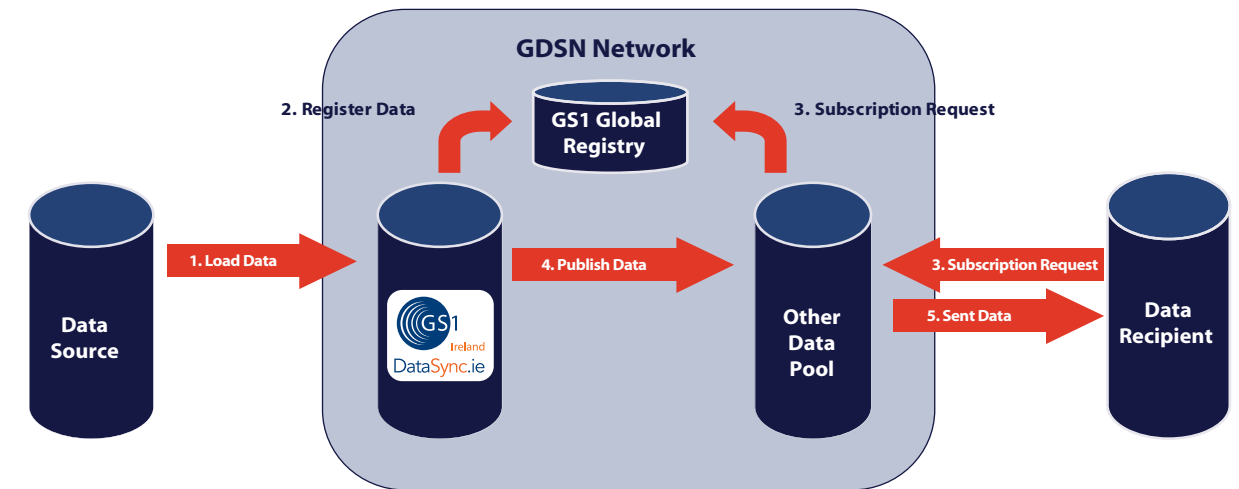 GDSN Network
2. Register Data
3. Subscription Request
GS1 Global
Registry
1. Load Data
4. Publish Data
3. Subscription Request
5. Sent Data
Data
Source
GS1
Ireland
DataSync.ie
Other
Data
Pool
Data
Recipient